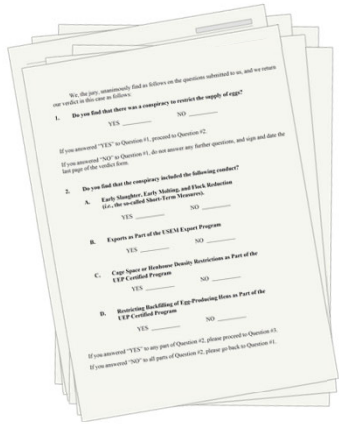 We, the jury, unanimously find as follows on the questions submitted to us, and we return
our verdict in this case as follows:
1. Do you find that there was a conspiracy to restrict the supply of eggs?
YES ________ NO ________
If you answered "YES" to Question #1, proceed to Question #2.
If you answered "NO" to Question #1, do not answer any further questions, and sign and date the
last page of the verdict form.
2. Do you find that the conspiracy included the following conduct?
A. Early Slaughter, Early Molting, and Flock Reduction
(i.e., the so-called Short-Term Measures).
YES ________ NO ________
B. Exports as Part of the USEM Export Program
YES ________ NO ________
C. Cage Space or Henhouse Density Restrictions as Part of the
UEP Certified Program
YES ________ NO ________
D. Restricting Backfilling of Egg-Producing Hens as Part of the
UEP Certified Program
YES ________ NO ________
If you answered "YES" to any part of Question #2, please proceed to Question #3.
If you answered "NO" to all parts of Question #2, please go back to Question #1.